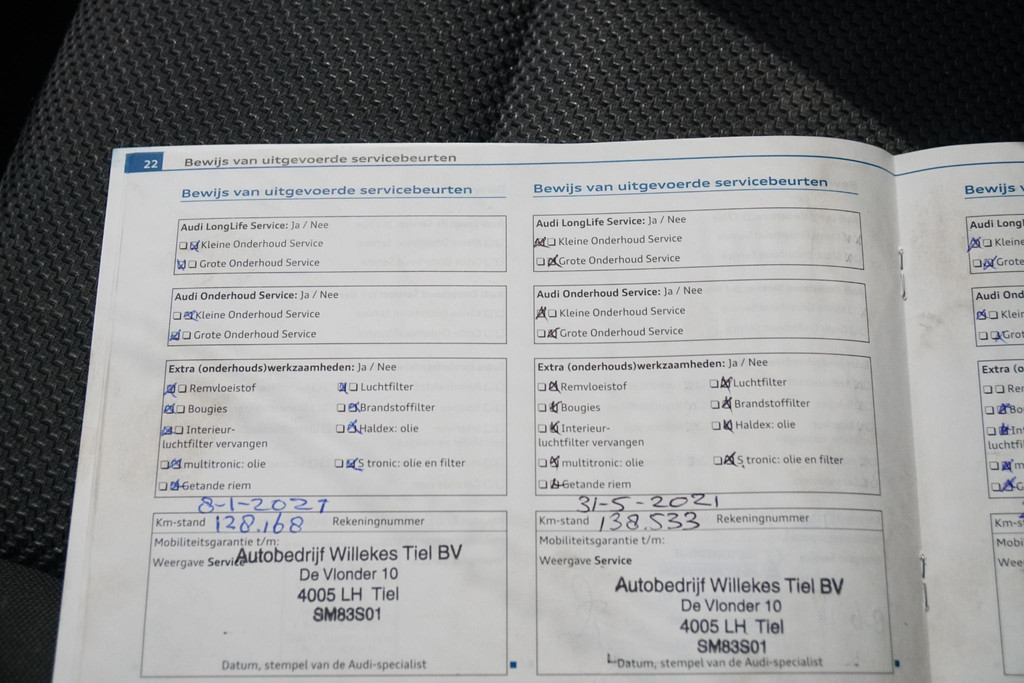 22 Bewijs van uitgevoerde servicebeurten
Bewijs van uitgevoerde servicebeurten
Audi LongLife Service: Ja / Nee
Kleine Onderhoud Service
Grote Onderhoud Service
Audi Onderhoud Service: Ja / Nee
Kleine Onderhoud Service
Grote Onderhoud Service
Extra (onderhouds)werkzaamheden: Ja / Nee
Remvloeistof Luchtfilter
Bougies Brandstoffilter
Interieur- Haldex: olie
luchtfilter vervangen
multitronic: olie S tronic: olie en filter
Getande riem
8-1-2021
Km-stand 128.168 Rekeningnummer
Mobiliteitsgarantie t/m:
Weergave Service
Autobedrijf Willekes Tiel BV
De Vlonder 10
4005 LH Tiel
SM83S01
Datum, stempel van de Audi-specialist
Bewijs van uitgevoerde servicebeurten
Audi LongLife Service: Ja / Nee
Kleine Onderhoud Service
Grote Onderhoud Service
Audi Onderhoud Service: Ja / Nee
Kleine Onderhoud Service
Grote Onderhoud Service
Extra (onderhouds)werkzaamheden: Ja / Nee
Remvloeistof Luchtfilter
Bougies Brandstoffilter
Interieur- Haldex: olie
luchtfilter vervangen
multitronic: olie S tronic: olie en filter
Getande riem
31-5-2021
Km-stand 138.533 Rekeningnummer
Mobiliteitsgarantie t/m:
Weergave Service
Autobedrijf Willekes Tiel BV
De Vlonder 10
4005 LH Tiel
SM83S01
Datum, stempel van de Audi-specialist
Bewijs
Audi
Kleine
Grote
Audi
Extra